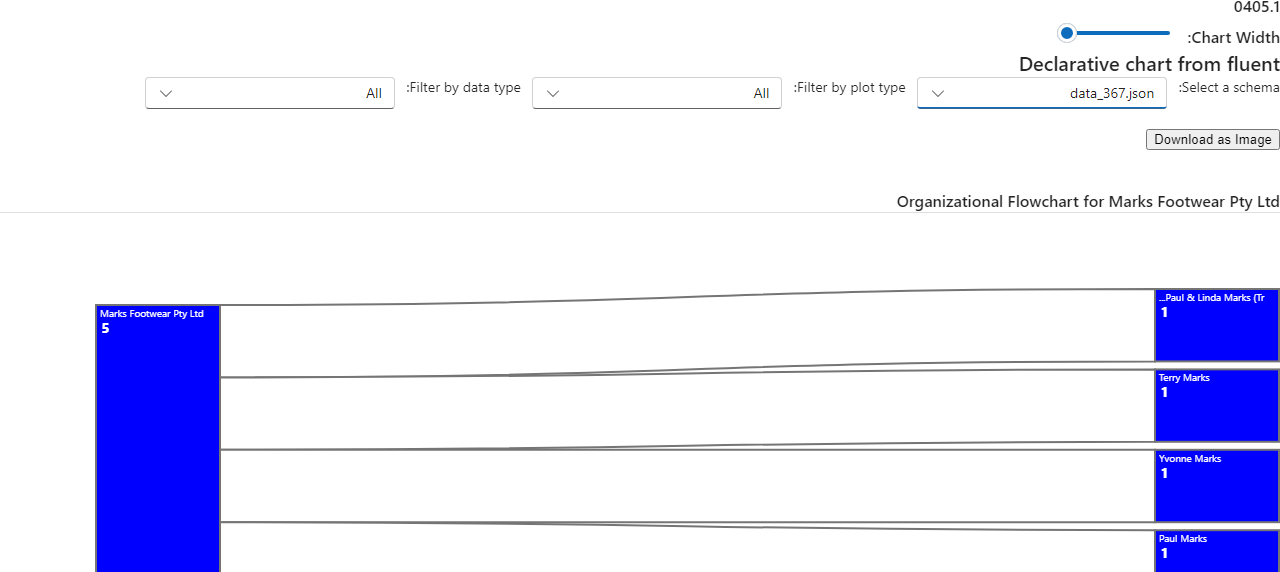 0405.1
:Chart Width
Declarative chart from fluent
:Select a schema
data_367.json
:Filter by plot type
All
:Filter by data type
All
Download as Image
Organizational Flowchart for Marks Footwear Pty Ltd
Marks Footwear Pty Ltd
5
...Paul & Linda Marks (Tr
1
Terry Marks
1
Yvonne Marks
1
Paul Marks
1